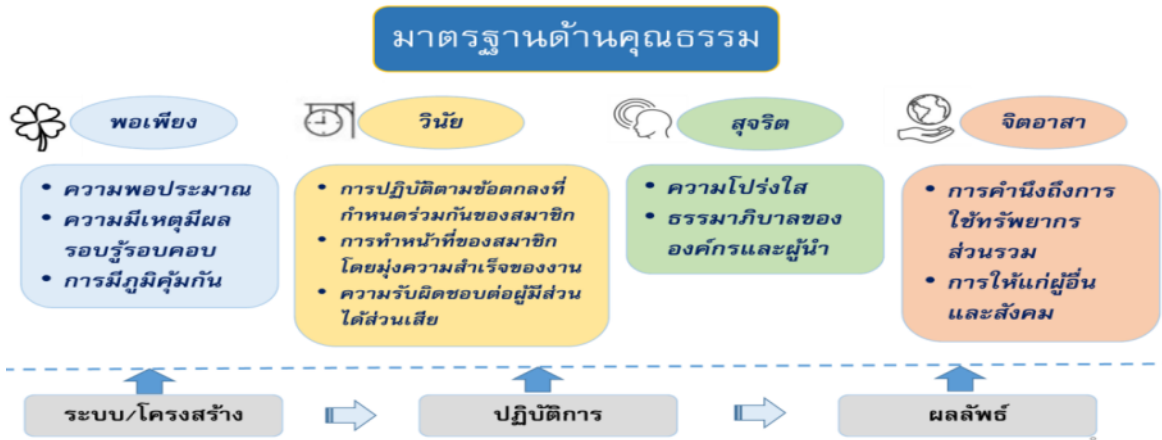 มาตรฐานด้านคุณธรรม
พอเพียง
• ความพอประมาณ
• ความมีเหตุมีผล
รอบรู้รอบคอบ
• การมีภูมิคุ้มกัน
วินัย
• การปฏิบัติตามข้อตกลงที่
กำหนดร่วมกันของสมาชิก
• การทำหน้าที่ของสมาชิก
โดยมุ่งความสำเร็จของงาน
• ความรับผิดชอบต่อผู้มีส่วน
ได้ส่วนเสีย
สุจริต
• ความโปร่งใส
• ธรรมาภิบาลของ
องค์กรและผู้นำ
จิตอาสา
• การคำนึงถึงการ
ใช้ทรัพยากร
ส่วนรวม
• การให้แก่ผู้อื่น
และสังคม
ระบบ/โครงสร้าง
ปฏิบัติการ
ผลลัพธ์